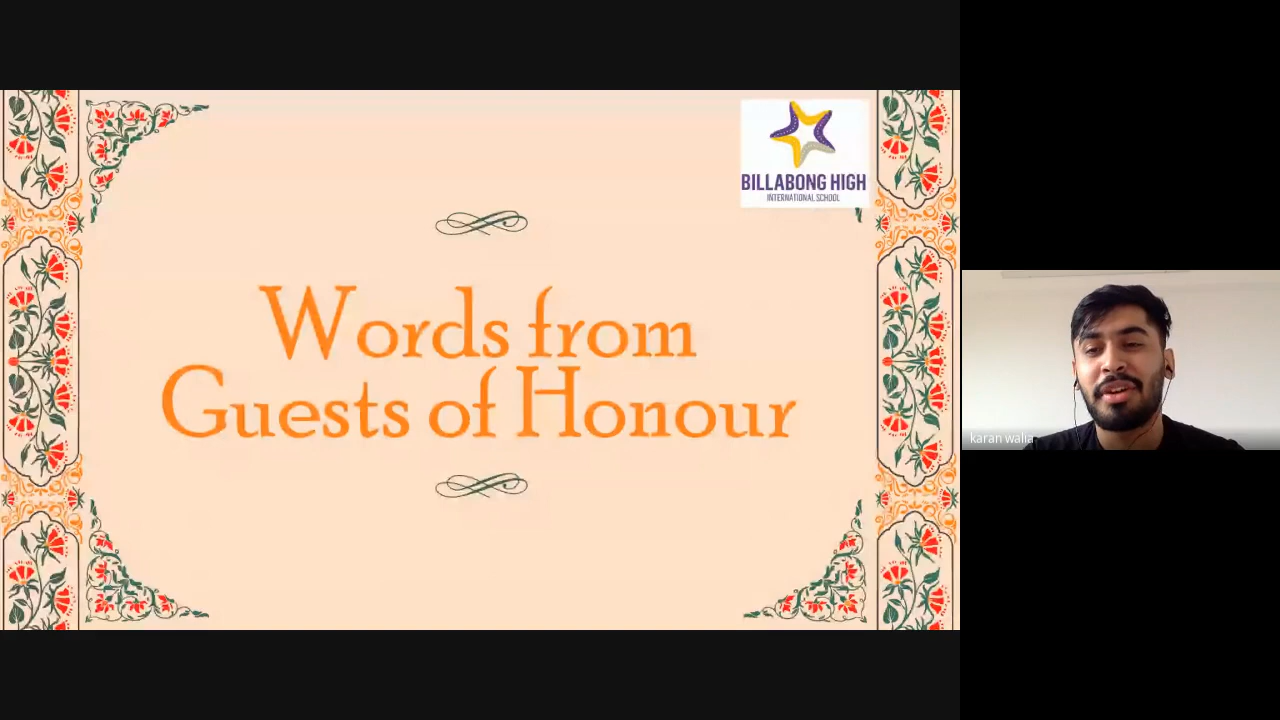 BILLABONG HIGH
INTERNATIONAL SCHOOL
Words from
Guests of Honour
karan walia